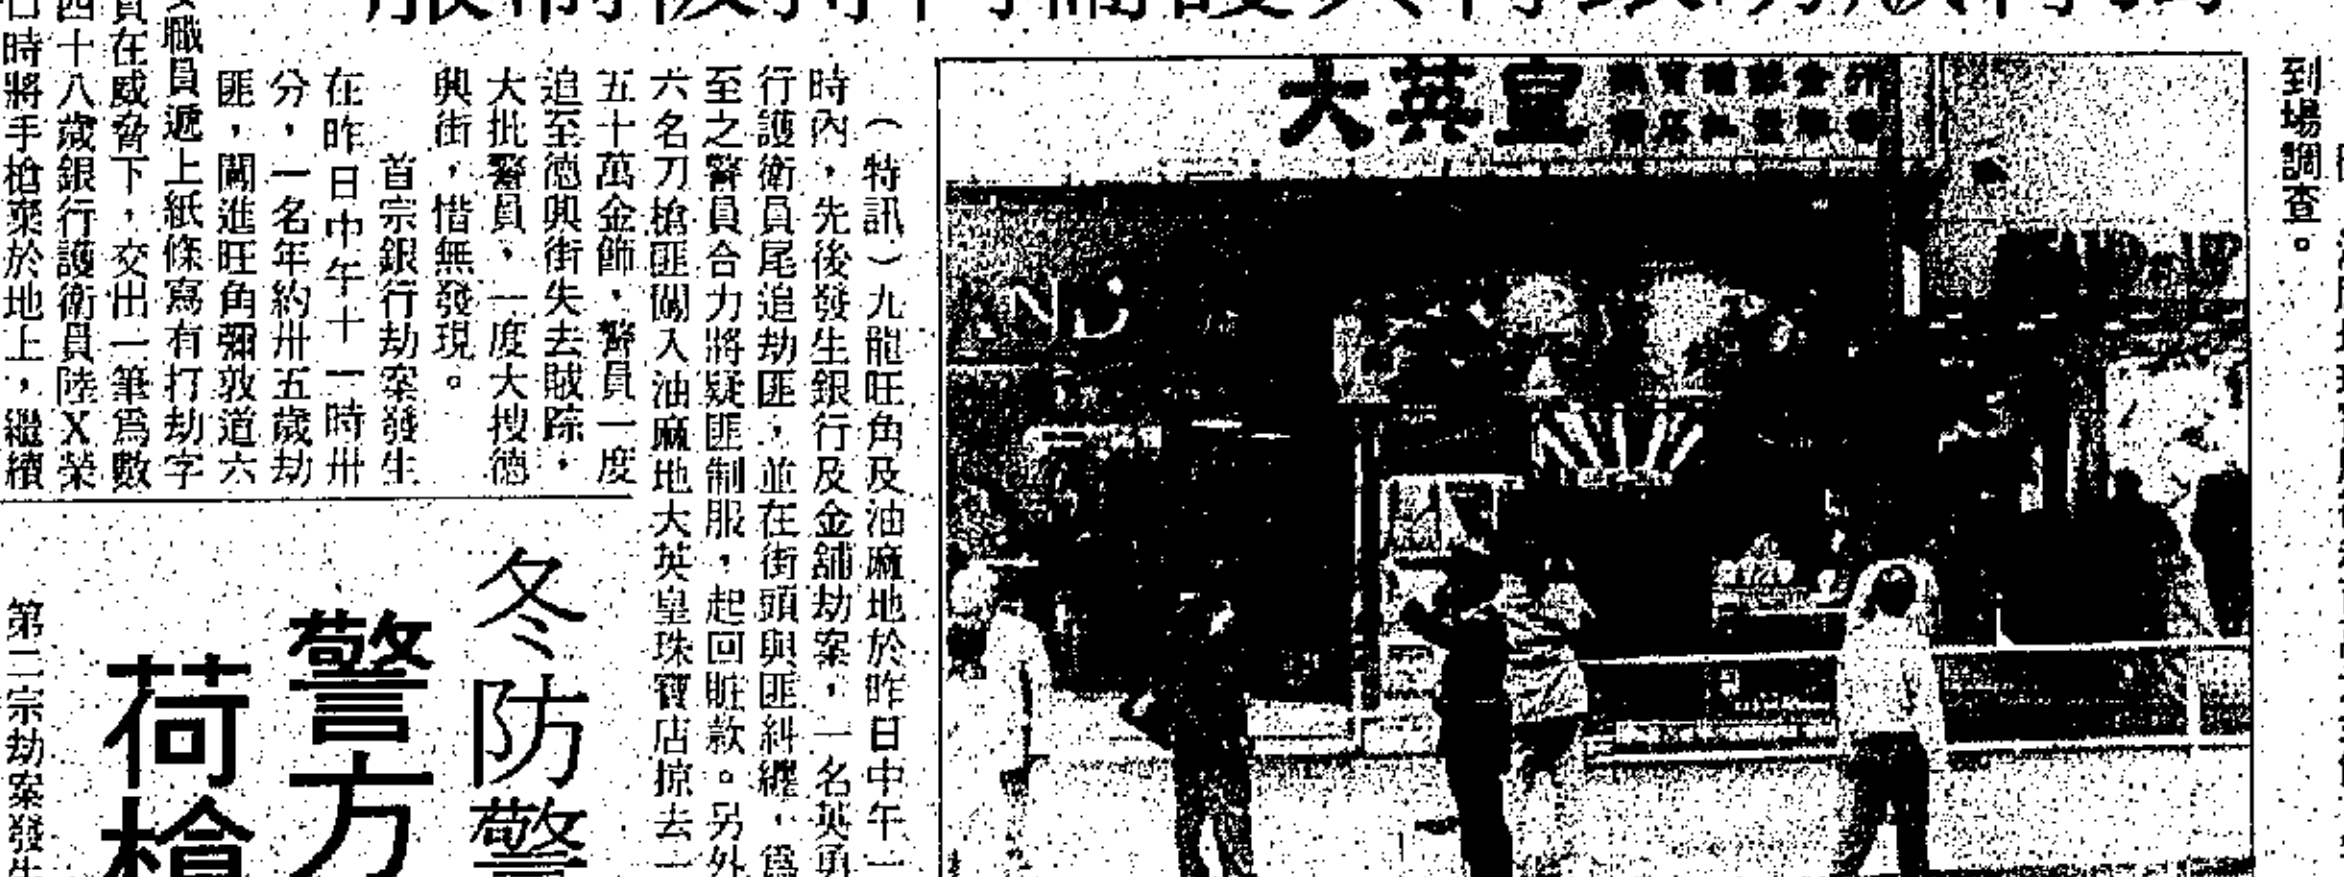 到場調查。
大英皇
（特訊）九龍旺角及油麻地於昨日中午一
時內，先後發生銀行及金舖劫案，一名英勇
行護衛員尾追劫匪，並在街頭與匪糾纏，為
至之警員合力將疑匪制服，起回賍款。另外
六名刀槍匪闖入油麻地大英皇珠寶店掠去一
五十萬金飾，警員一度
追至德興街失去賊踪，
大批警員，一度大搜德
興街，惜無發現。
首宗銀行劫案發生
在昨日中午十一時卅
分，一名年約卅五歲劫
匪，闖進旺角彌敦道六
職員遞上紙條寫有打劫字
員在威脅下，交出一筆為數
四十八歲銀行護衛員陸X榮
時將手槍棄於地上，繼續
冬防警
警方
荷槍
第二宗劫案發生